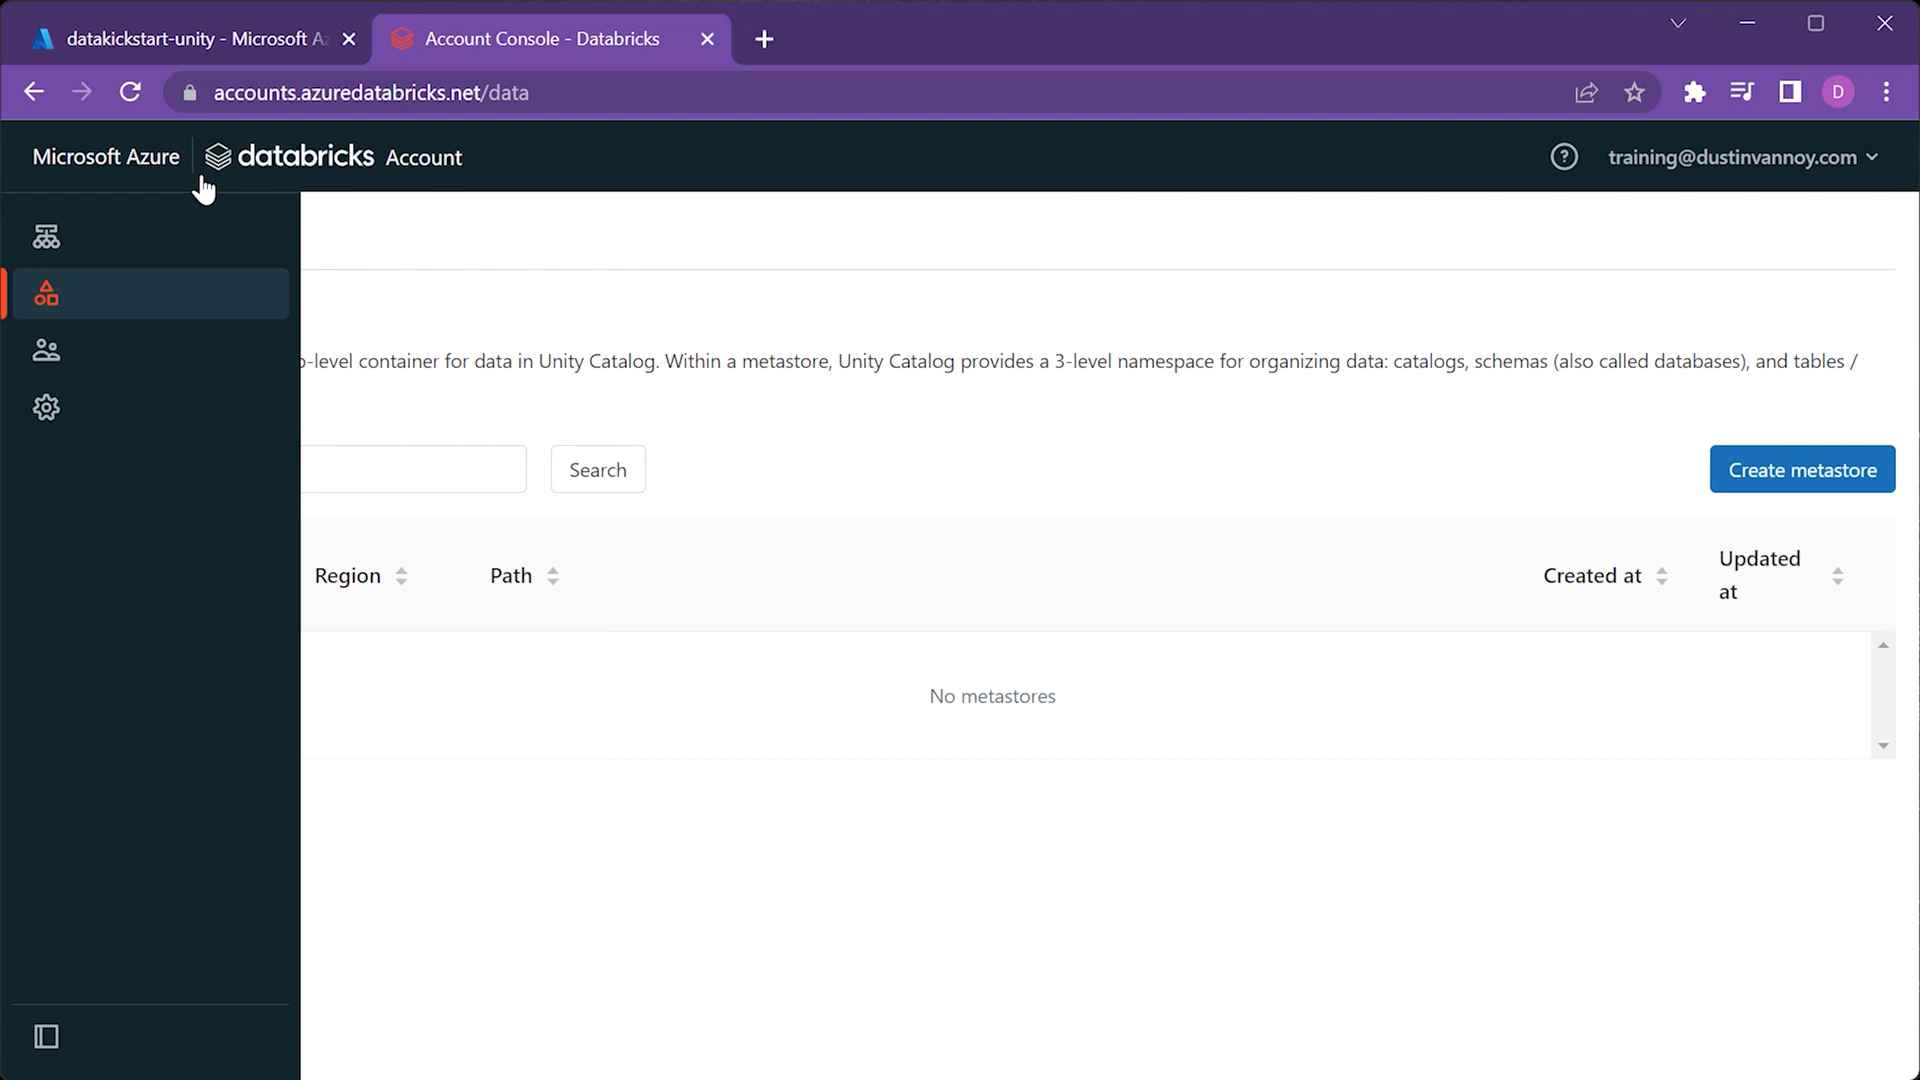 datakickstart-unity - Microsoft Az
Account Console - Databricks
accounts.azuredatabricks.net/data
D
Microsoft Azure
databricks Account
?
training@dustinvannoy.com
-level container for data in Unity Catalog. Within a metastore, Unity Catalog provides a 3-level namespace for organizing data: catalogs, schemas (also called databases), and tables /
Search
Create metastore
Region
Path
Created at
Updated
at
No metastores